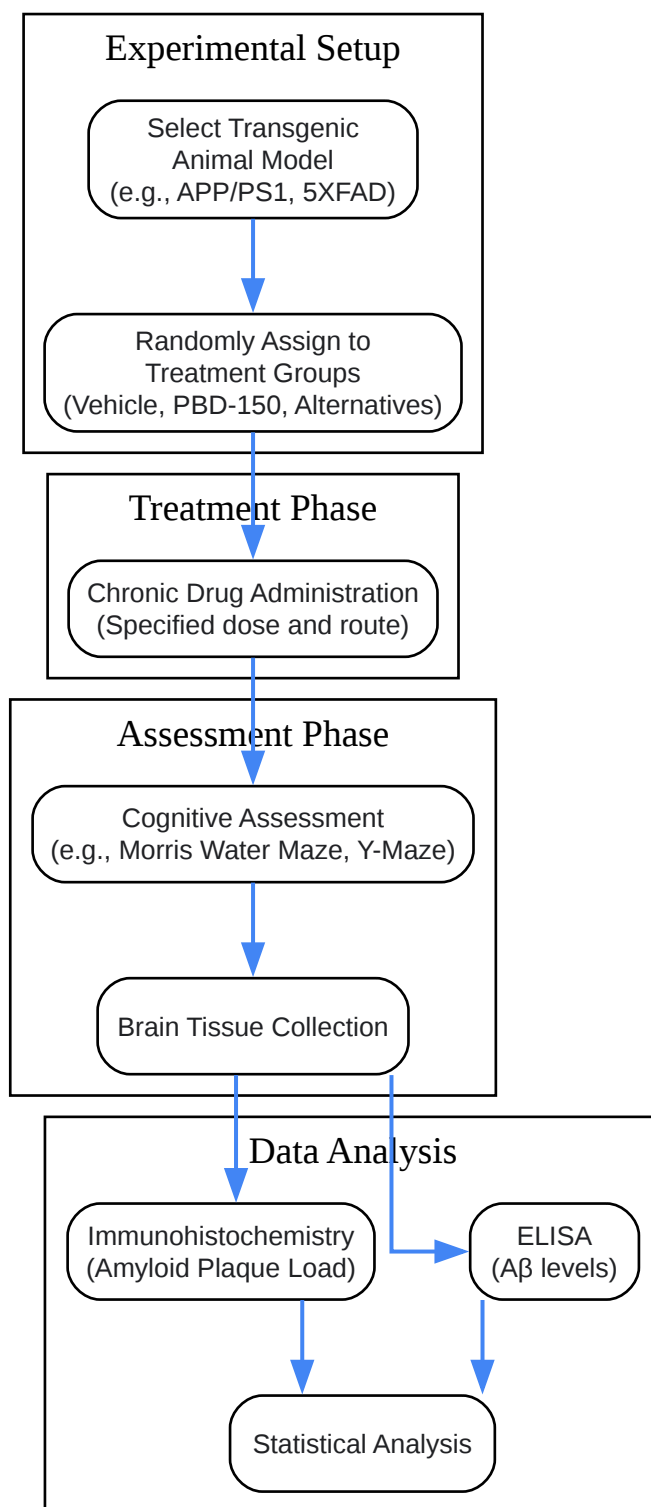 Experimental Setup
Select Transgenic
Animal Model
(e.g., APP/PS1, 5XFAD)
Randomly Assign to
Treatment Groups
(Vehicle, PBD-150, Alternatives)
Treatment Phase
Chronic Drug Administration
(Specified dose and route)
Assessment Phase
Cognitive Assessment
(e.g., Morris Water Maze, Y-Maze)
Brain Tissue Collection
Data Analysis
Immunohistochemistry
(Amyloid Plaque Load)
ELISA
(Aβ levels)
Statistical Analysis